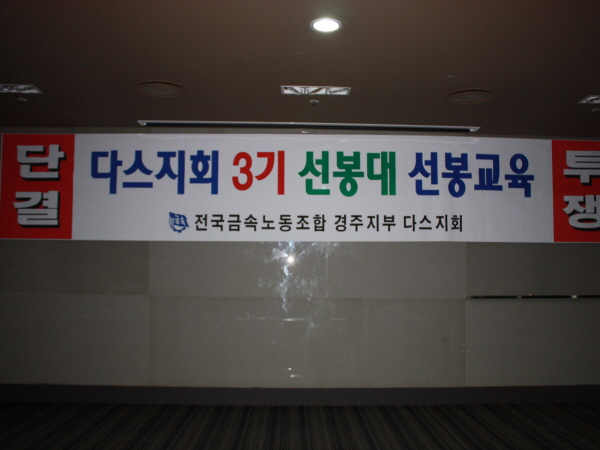 단결
다스지회 3기 선봉대 선봉교육
전국금속노동조합 경주지부 다스지회
투쟁